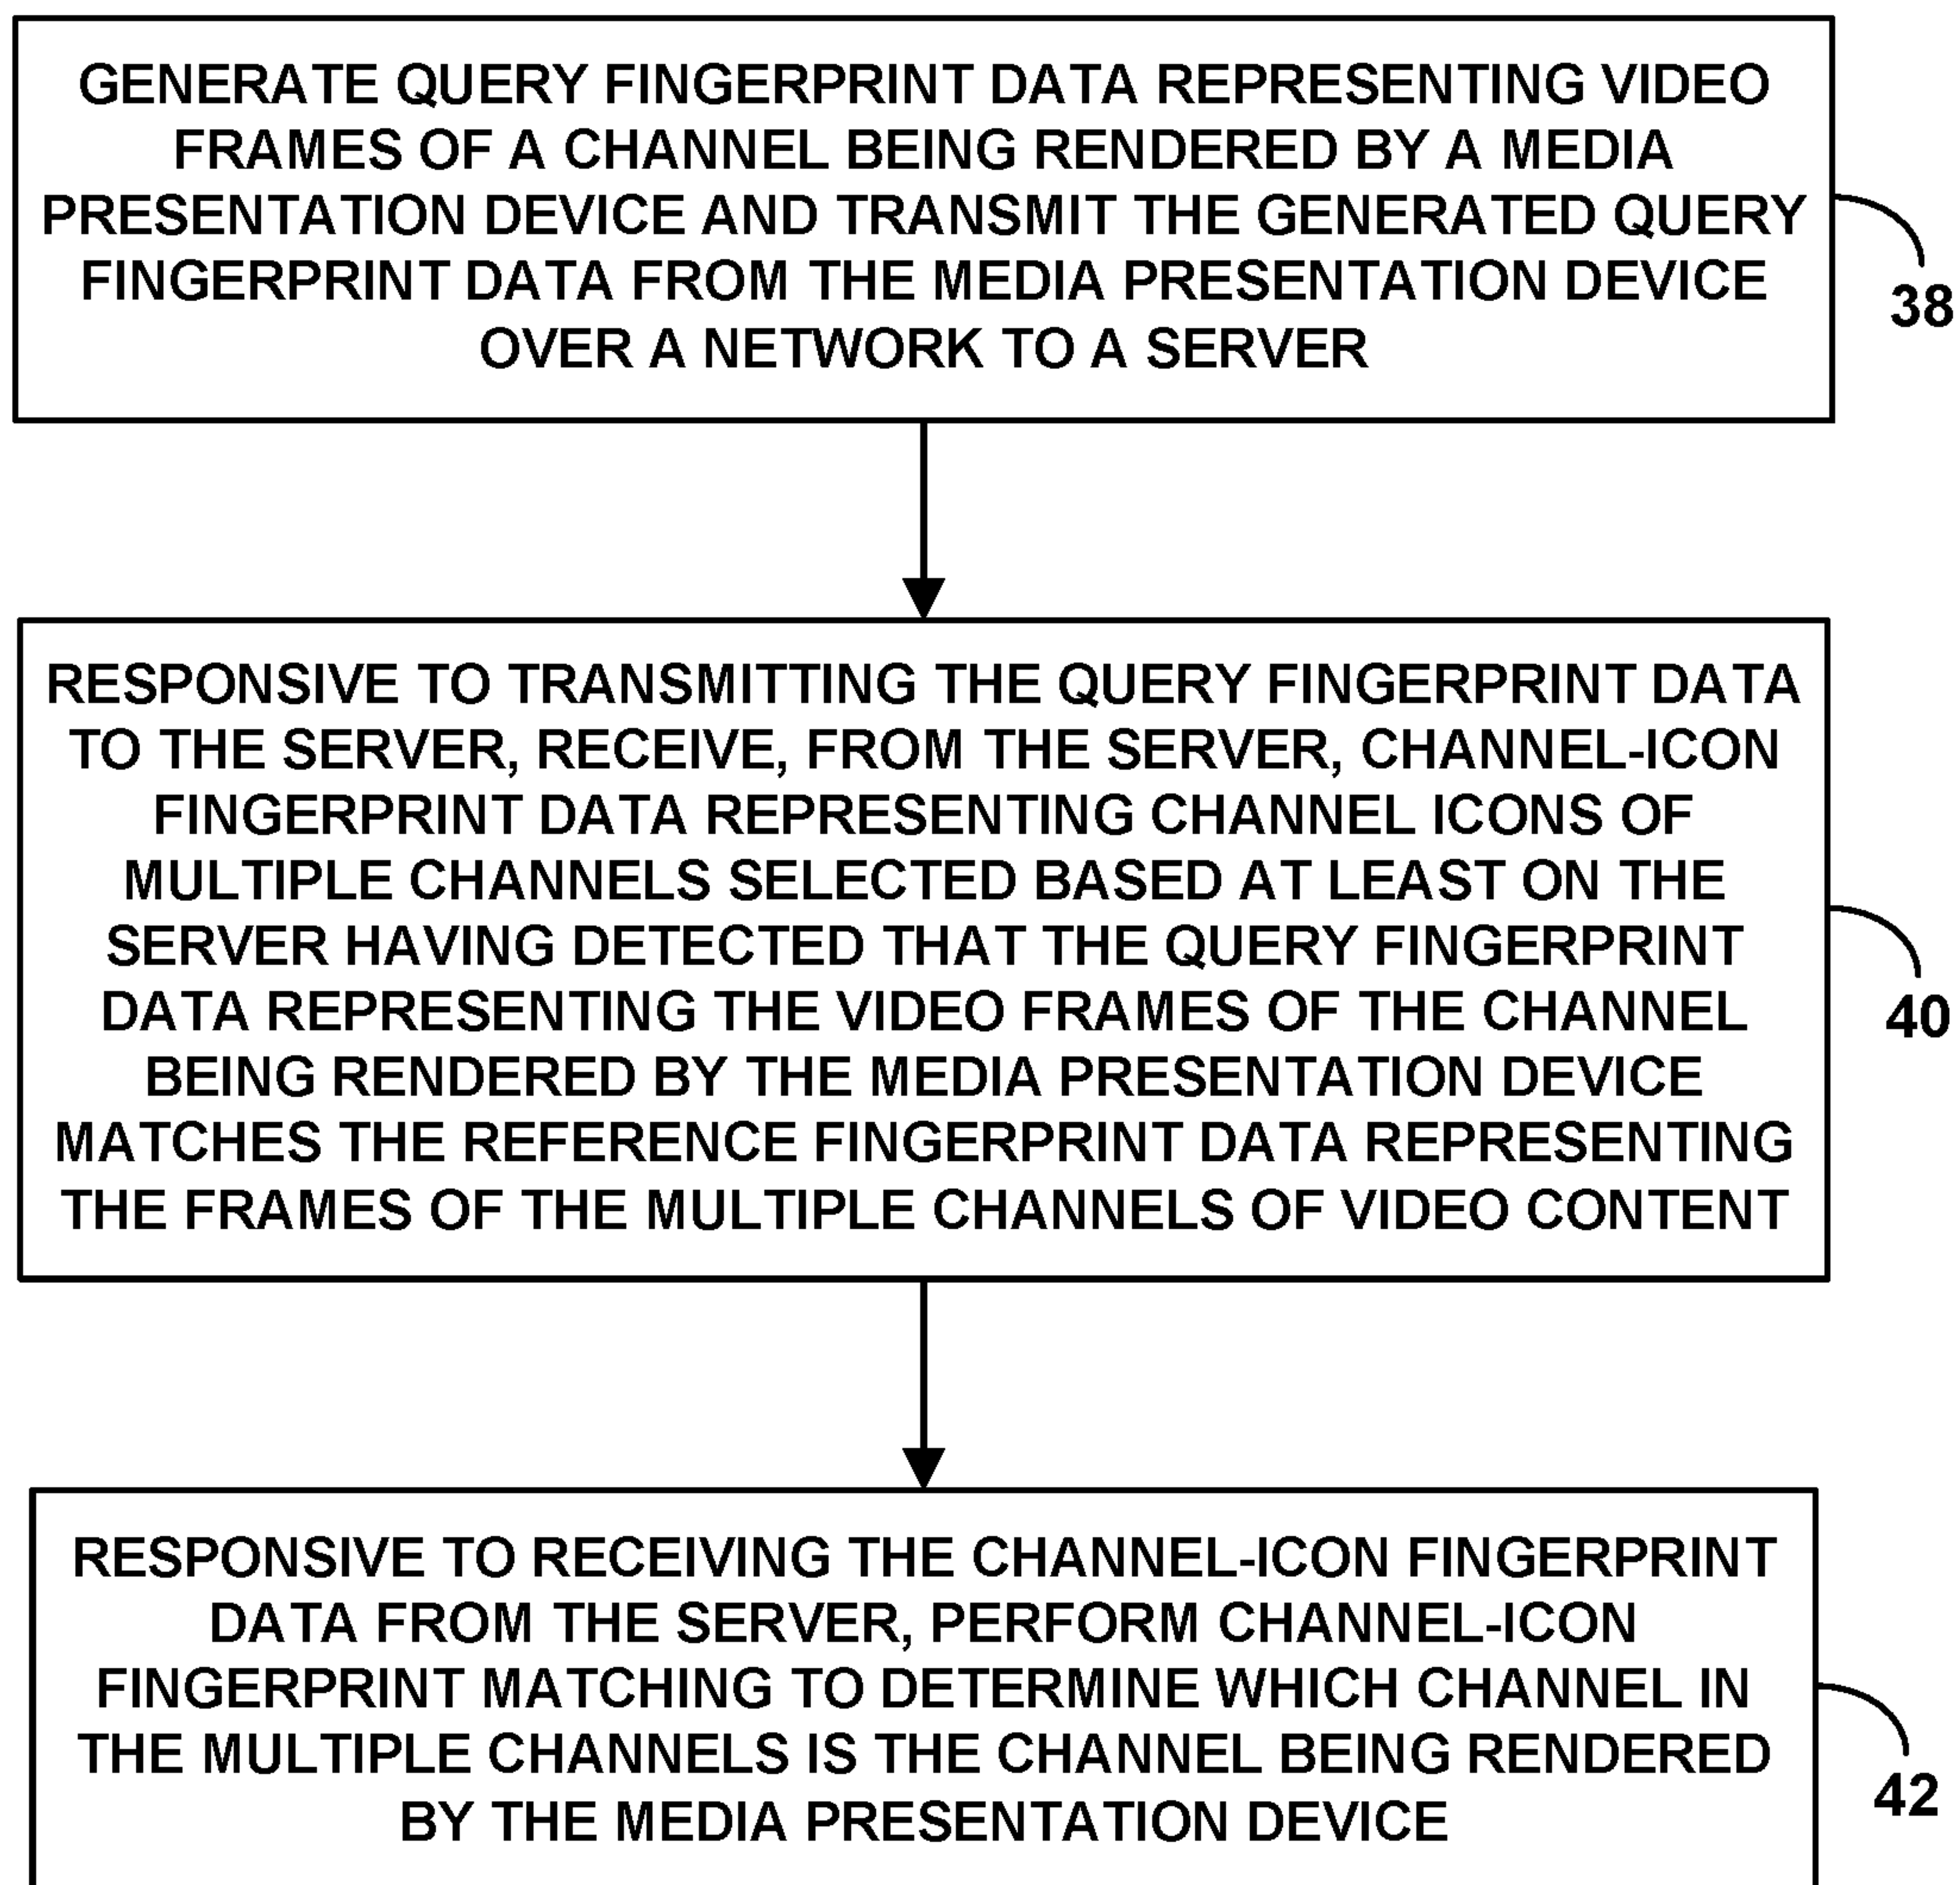 GENERATE QUERY FINGERPRINT DATA REPRESENTING VIDEO
FRAMES OF A CHANNEL BEING RENDERED BY A MEDIA
PRESENTATION DEVICE AND TRANSMIT THE GENERATED QUERY
FINGERPRINT DATA FROM THE MEDIA PRESENTATION DEVICE
OVER A NETWORK TO A SERVER
38
RESPONSIVE TO TRANSMITTING THE QUERY FINGERPRINT DATA
TO THE SERVER, RECEIVE, FROM THE SERVER, CHANNEL-ICON
FINGERPRINT DATA REPRESENTING CHANNEL ICONS OF
MULTIPLE CHANNELS SELECTED BASED AT LEAST ON THE
SERVER HAVING DETECTED THAT THE QUERY FINGERPRINT
DATA REPRESENTING THE VIDEO FRAMES OF THE CHANNEL
BEING RENDERED BY THE MEDIA PRESENTATION DEVICE
MATCHES THE REFERENCE FINGERPRINT DATA REPRESENTING
THE FRAMES OF THE MULTIPLE CHANNELS OF VIDEO CONTENT
40
RESPONSIVE TO RECEIVING THE CHANNEL-ICON FINGERPRINT
DATA FROM THE SERVER, PERFORM CHANNEL-ICON
FINGERPRINT MATCHING TO DETERMINE WHICH CHANNEL IN
THE MULTIPLE CHANNELS IS THE CHANNEL BEING RENDERED
BY THE MEDIA PRESENTATION DEVICE
42